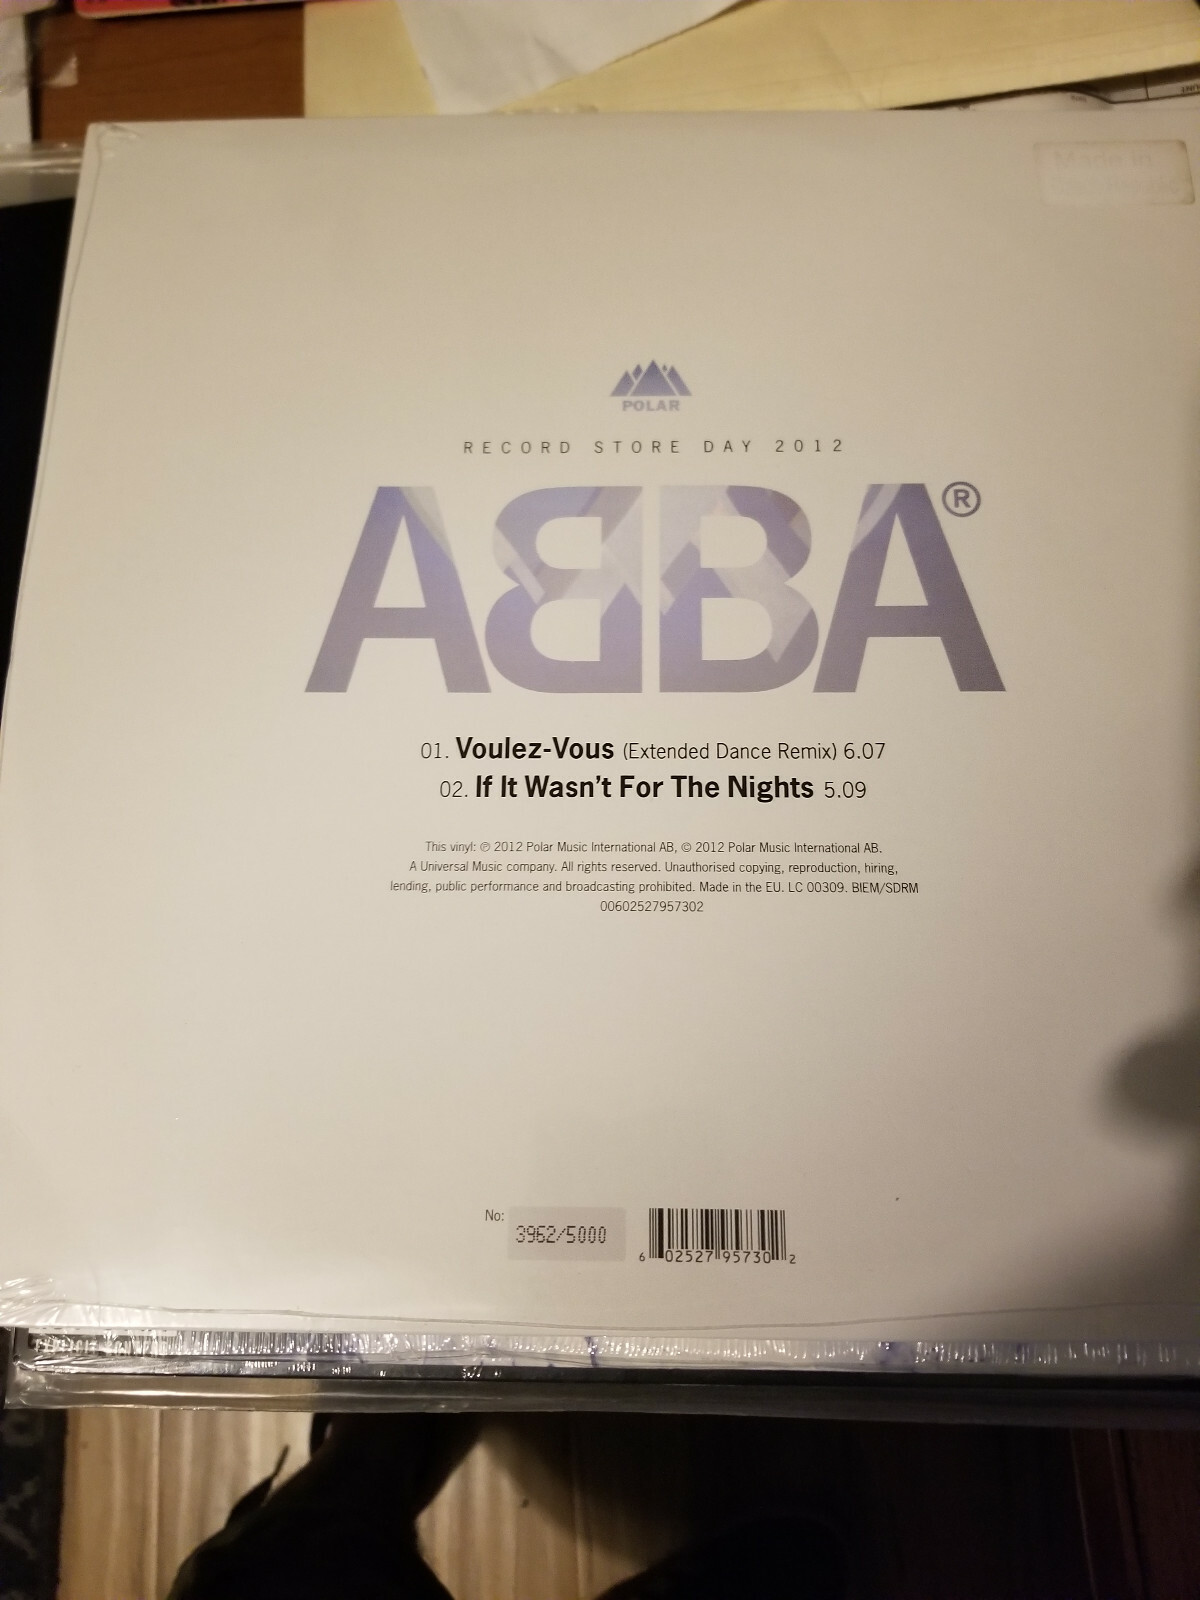 POLAR
RECORD STORE DAY 2012
ABBA®
01. Voulez-Vous (Extended Dance Remix) 6.07
02. If It Wasn't For The Nights 5.09
This vinyl: ℗ 2012 Polar Music International AB, © 2012 Polar Music International AB.
A Universal Music company. All rights reserved. Unauthorised copying, reproduction, hiring,
lending, public performance and broadcasting prohibited. Made in the EU. LC 00309. BIEM/SDRM
00602527957302
No: 3962/5000
6 02527 95730 2